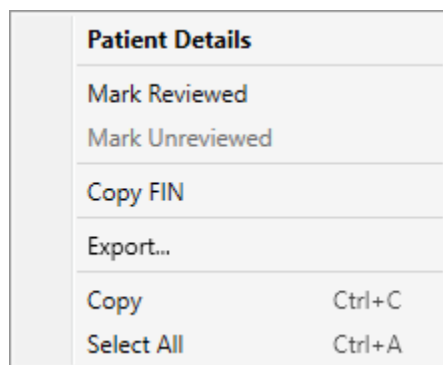 Patient Details
Mark Reviewed
Mark Unreviewed
Copy FIN
Export...
Copy Ctrl+C
Select All Ctrl+A